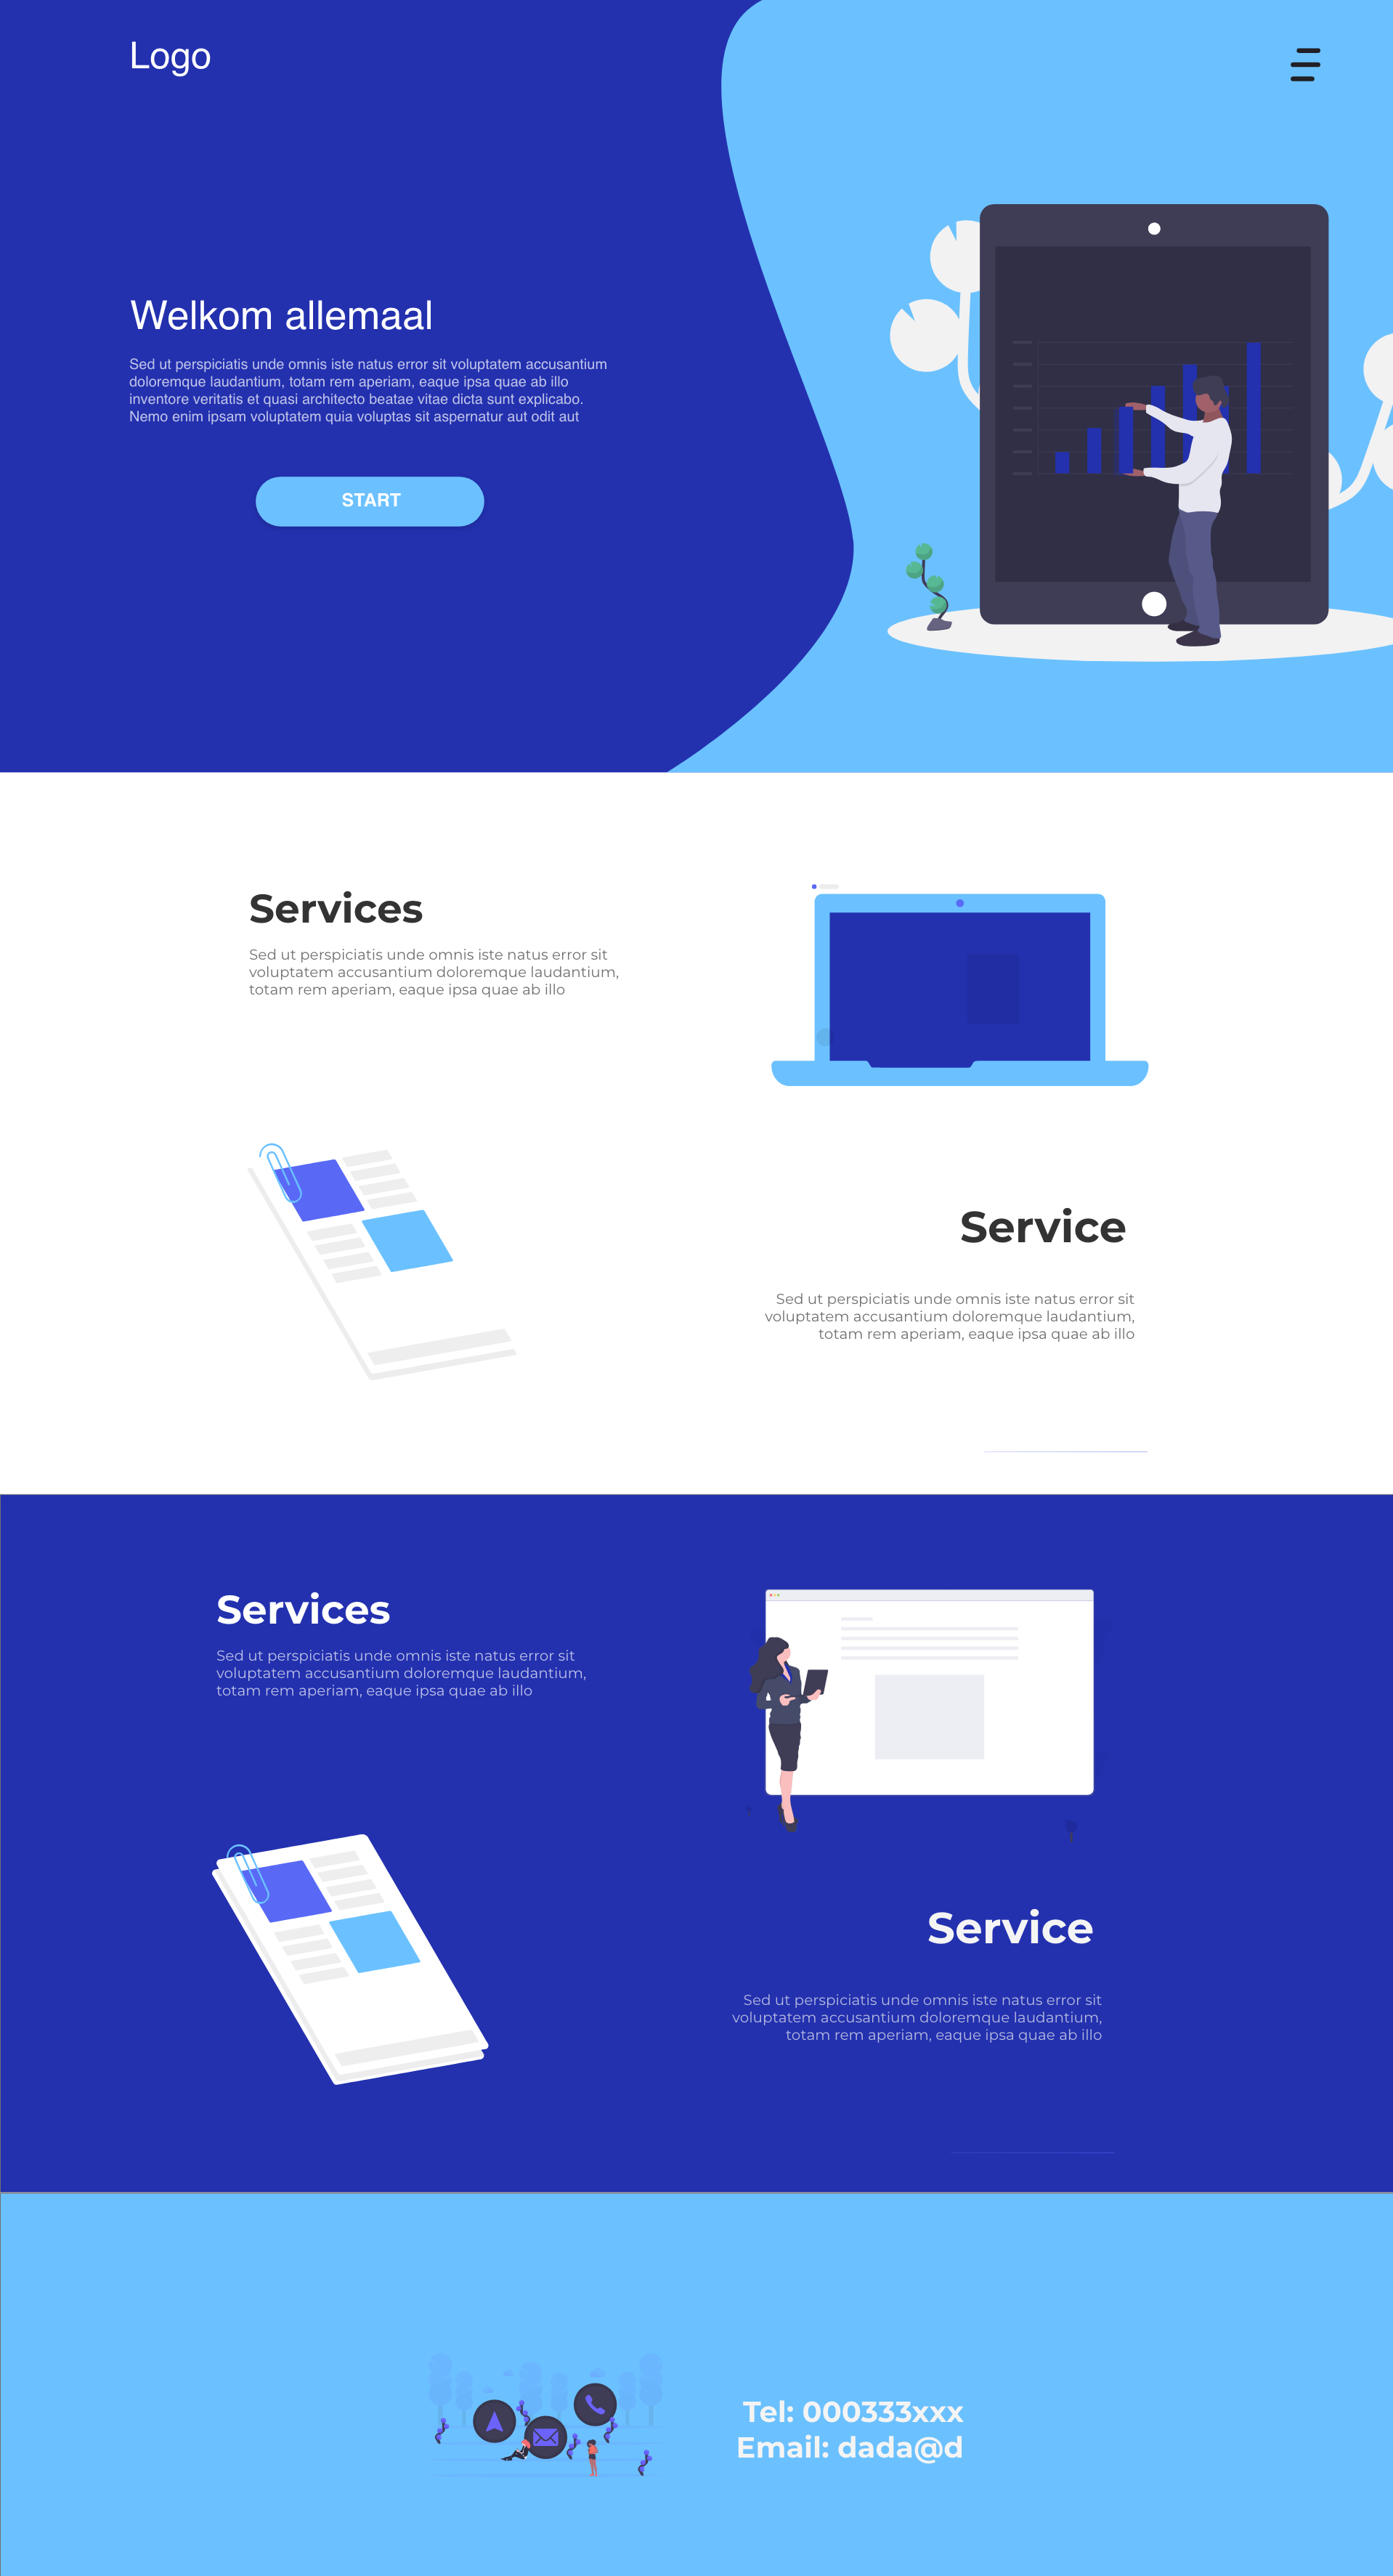 Logo
Welkom allemaal
Sed ut perspiciatis unde omnis iste natus error sit voluptatem accusantium
doloremque laudantium, totam rem aperiam, eaque ipsa quae ab illo
inventore veritatis et quasi architecto beatae vitae dicta sunt explicabo.
Nemo enim ipsam voluptatem quia voluptas sit aspernatur aut odit aut
START
Services
Sed ut perspiciatis unde omnis iste natus error sit
voluptatem accusantium doloremque laudantium,
totam rem aperiam, eaque ipsa quae ab illo
Service
Sed ut perspiciatis unde omnis iste natus error sit
voluptatem accusantium doloremque laudantium,
totam rem aperiam, eaque ipsa quae ab illo
Services
Sed ut perspiciatis unde omnis iste natus error sit
voluptatem accusantium doloremque laudantium,
totam rem aperiam, eaque ipsa quae ab illo
Service
Sed ut perspiciatis unde omnis iste natus error sit
voluptatem accusantium doloremque laudantium,
totam rem aperiam, eaque ipsa quae ab illo
Tel: 000333xxx
Email: dada@d